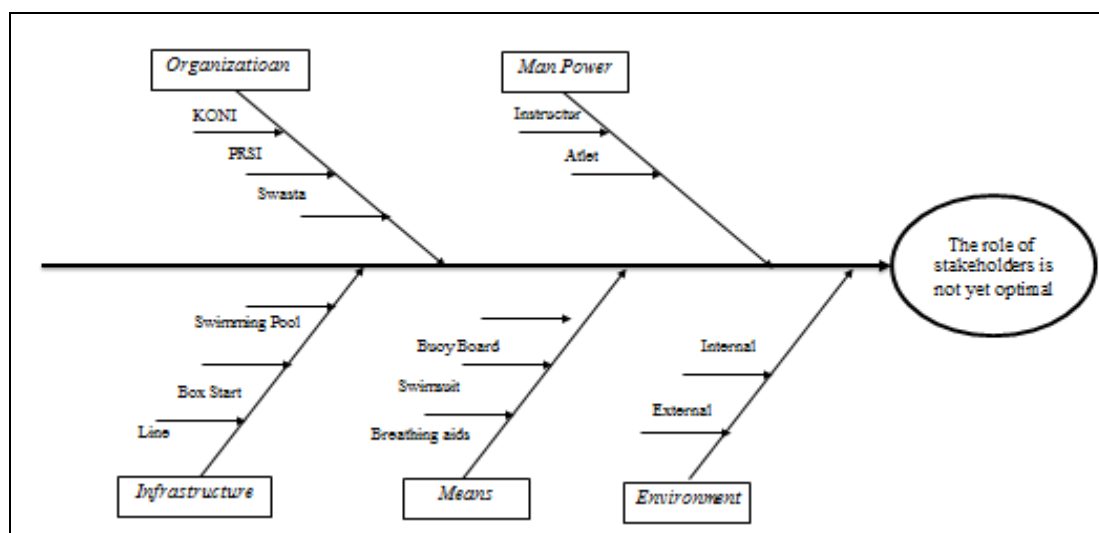 Organizatioan
Man Power
KONI
PRSI
Swasta
Instructor
Atlet
The role of
stakeholders is
not yet optimal
Swimming Pool
Box Start
Line
Buoy Board
Swimsuit
Breathing aids
Internal
External
Infrastructure
Means
Environment